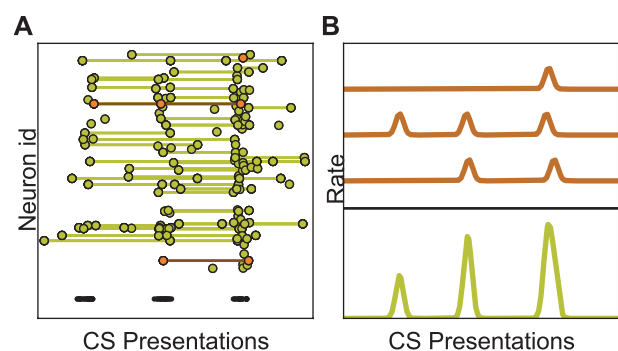 A
B
Neuron id
Rate
CS Presentations
CS Presentations